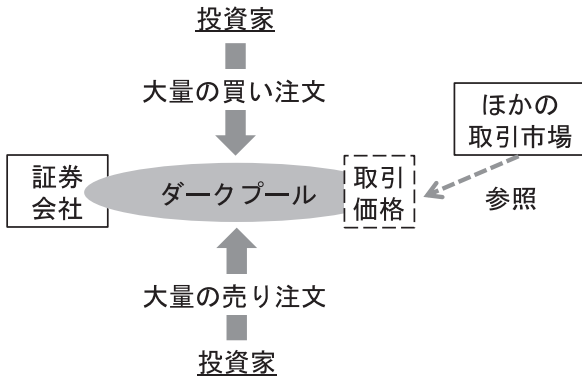 投資家
大量の買い注文
ほかの
取引市場
証券
会社
ダークプール
取引
価格
参照
大量の売り注文
投資家